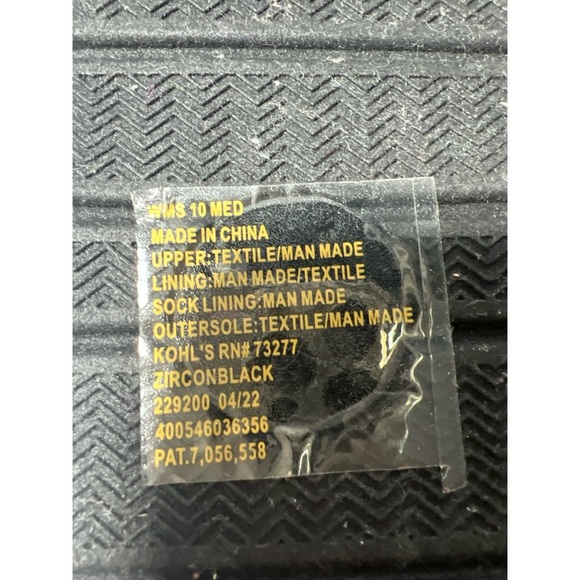 WMS 10 MED
MADE IN CHINA
UPPER:TEXTILE/MAN MADE
LINING:MAN MADE/TEXTILE
SOCK LINING:MAN MADE
OUTERSOLE:TEXTILE/MAN MADE
KOHL'S RN# 73277
ZIRCONBLACK
229200 04/22
400546036356
PAT.7,056,558